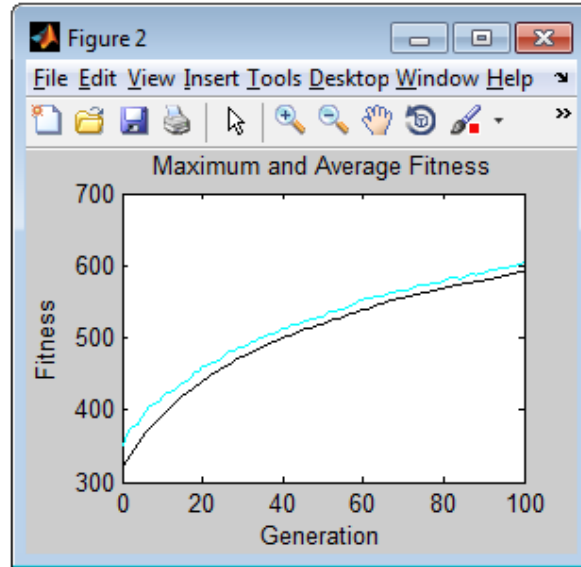 Figure 2
File Edit View Insert Tools Desktop Window Help
Maximum and Average Fitness
700
600
500
400
300
Fitness
0 20 40 60 80 100
Generation